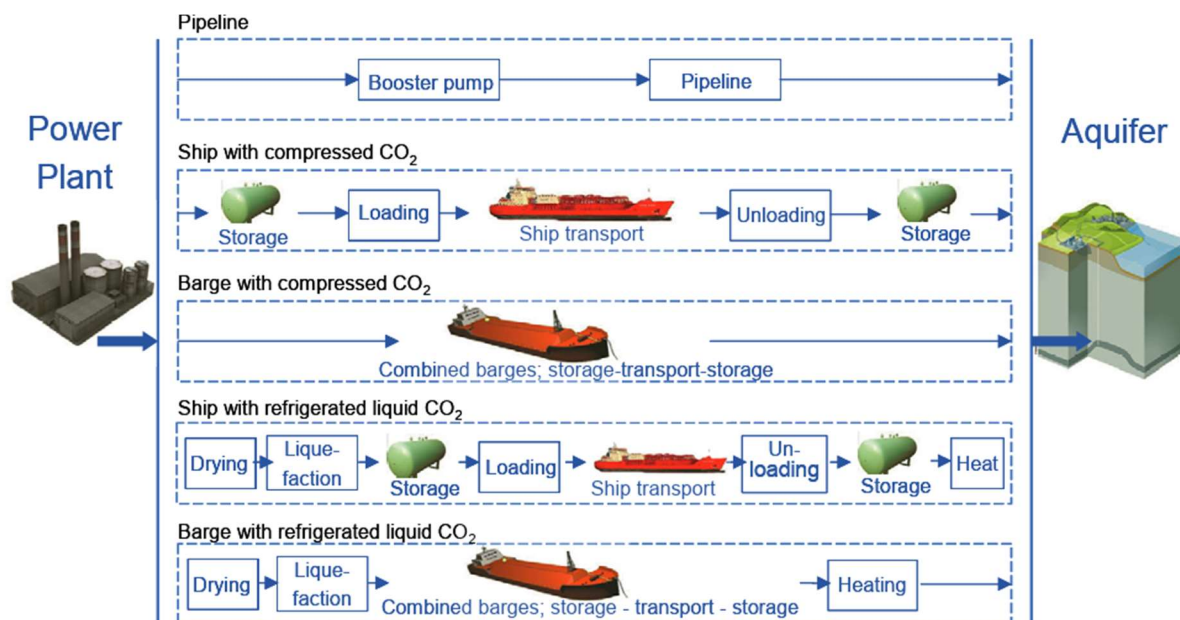 Pipeline
Booster pump
Pipeline
Power
Plant
Aquifer
Ship with compressed CO₂
Storage
Loading
Ship transport
Unloading
Storage
Barge with compressed CO₂
Combined barges; storage-transport-storage
Ship with refrigerated liquid CO₂
Drying
Lique-
faction
Storage
Loading
Ship transport
Un-
loading
Storage
Heat
Barge with refrigerated liquid CO₂
Drying
Lique-
faction
Combined barges; storage - transport - storage
Heating